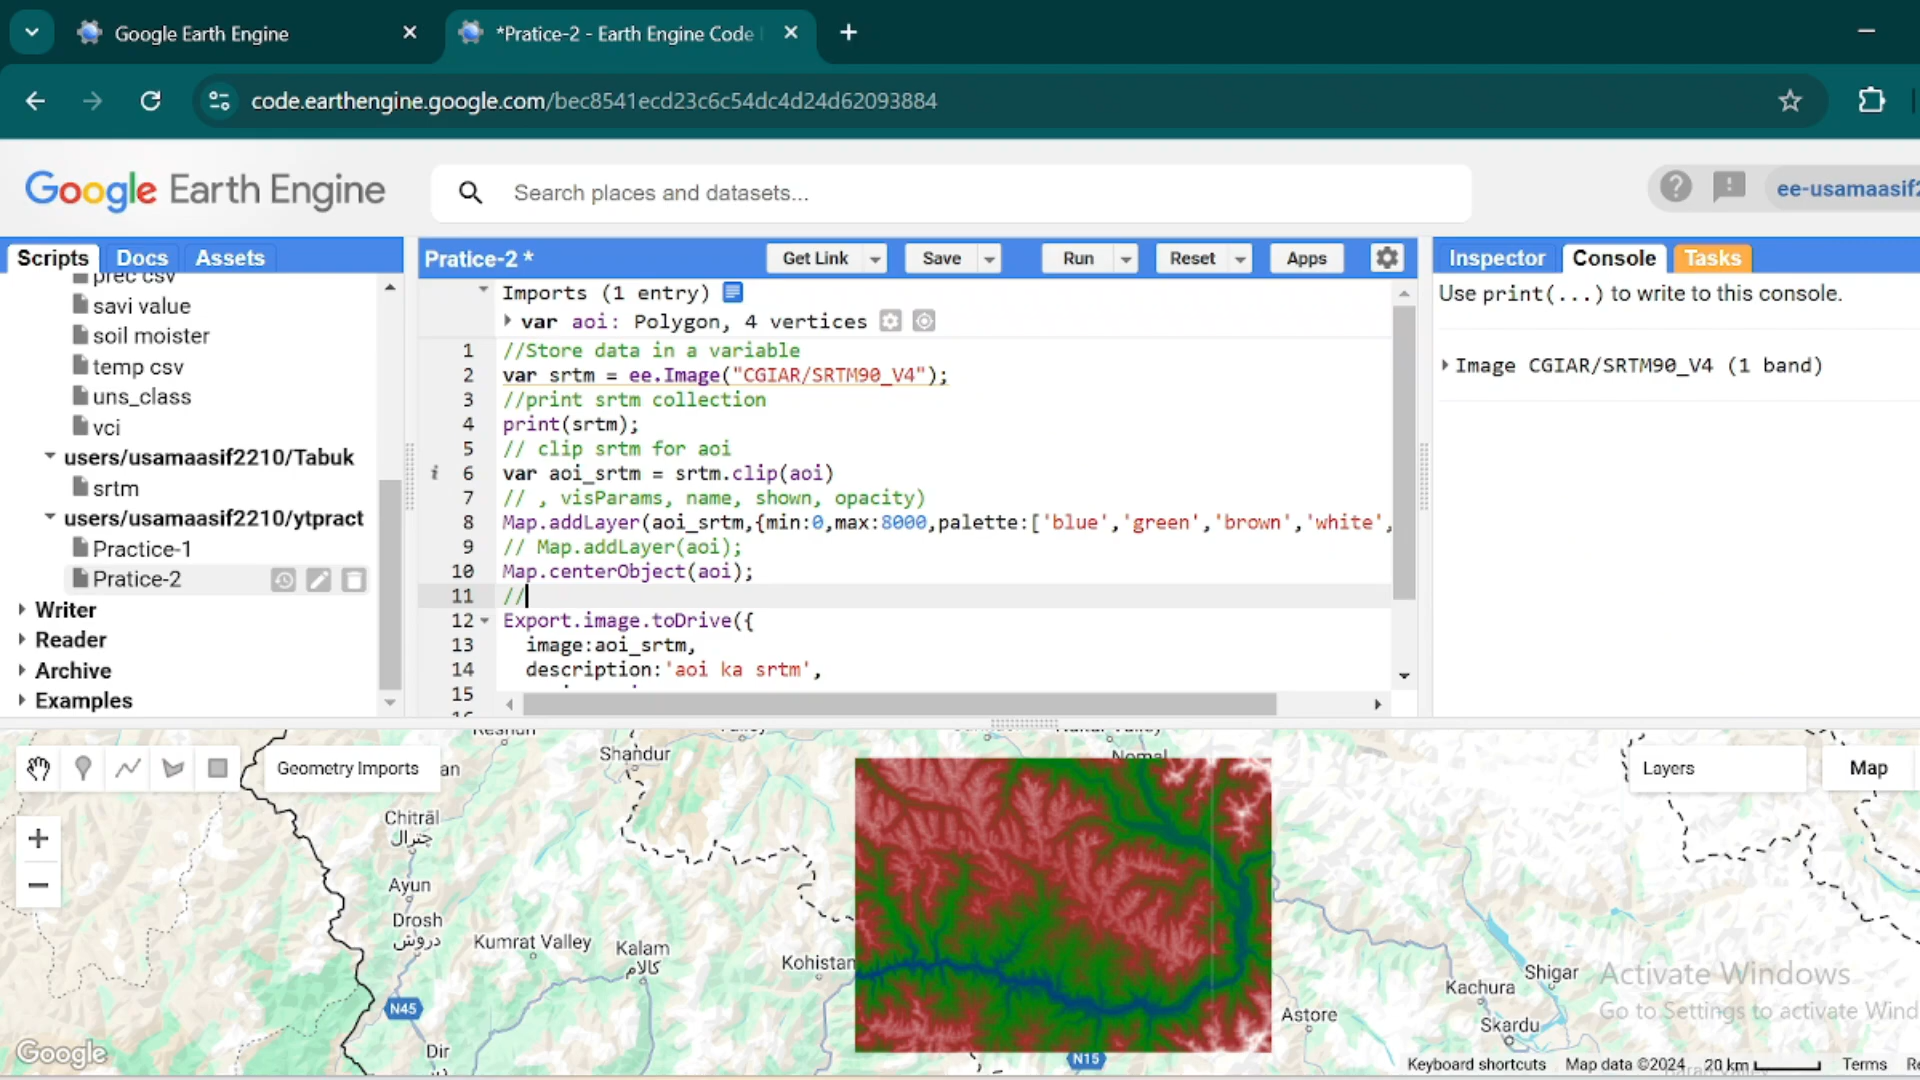 Google Earth Engine
*Pratice-2 - Earth Engine Code
code.earthengine.google.com/bec8541ecd23c6c54dc4d24d62093884
Google Earth Engine
Search places and datasets...
ee-usamaasif2
Scripts
Docs
Assets
prec csv
savi value
soil moister
temp csv
uns_class
vci
users/usamaasif2210/Tabuk
srtm
users/usamaasif2210/ytpract
Practice-1
Pratice-2
Writer
Reader
Archive
Examples
Pratice-2 *
Get Link
Save
Run
Reset
Apps
Imports (1 entry)
var aoi: Polygon, 4 vertices
1 //Store data in a variable
2 var srtm = ee.Image("CGIAR/SRTM90_V4");
3 //print srtm collection
4 print(srtm);
5 // clip srtm for aoi
i 6 var aoi_srtm = srtm.clip(aoi)
7 // , visParams, name, shown, opacity)
8 Map.addLayer(aoi_srtm,{min:0,max:8000,palette:['blue','green','brown','white',
9 // Map.addLayer(aoi);
10 Map.centerObject(aoi);
11 //
12 Export.image.toDrive({
13 image:aoi_srtm,
14 description:'aoi ka srtm',
15
Inspector
Console
Tasks
Use print(...) to write to this console.
Image CGIAR/SRTM90_V4 (1 band)
Geometry Imports
Layers
Map
Shandur
Nomal
Chitrāl
چترال
Ayun
Drosh
دروش
Kumrat Valley
Kalam
کالام
Kohistan
N45
Dir
N15
Astore
Shigar
Kachura
Skardu
Activate Windows
Go to Settings to activate Wind
Google
Keyboard shortcuts
Map data ©2024
20 km
Terms